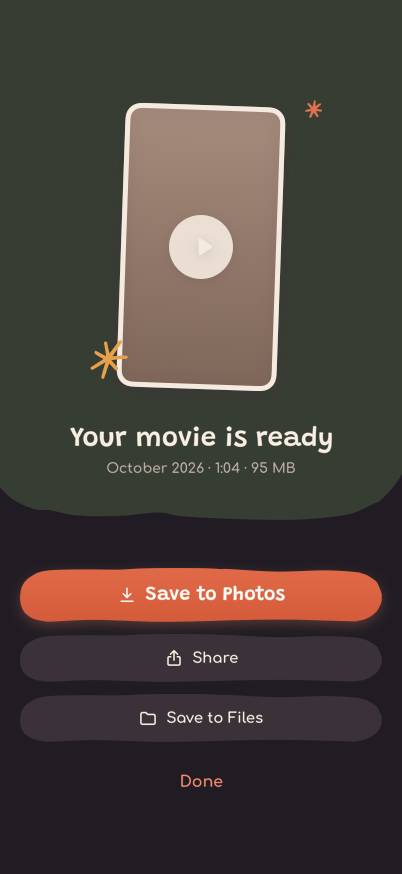 Your movie is ready
October 2026 · 1:04 · 95 MB
Save to Photos
Share
Save to Files
Done